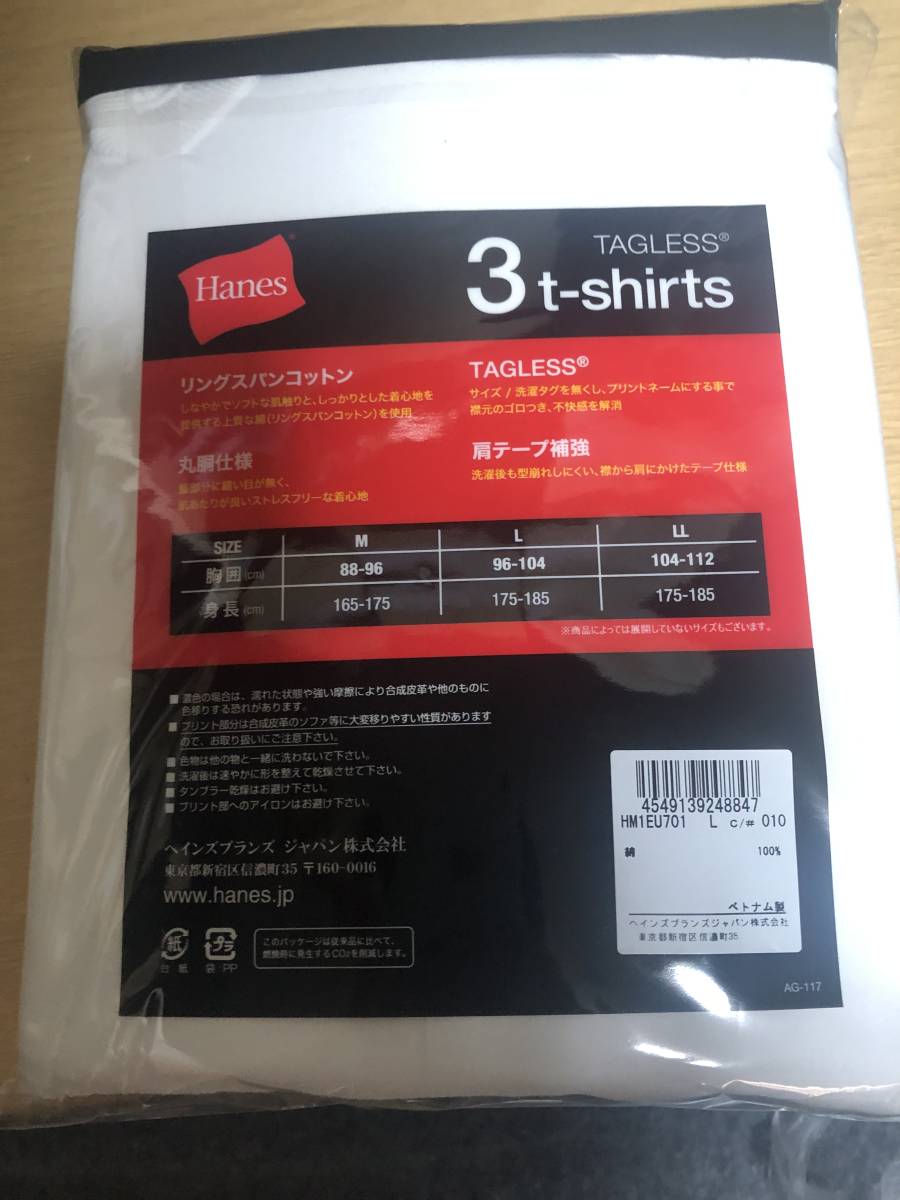 Hanes®
TAGLESS®
3 t-shirts
リングスパンコットン
しなやかでソフトな肌触りと、しっかりとした着心地を
提供する上質な綿(リングスパンコットン)を使用
TAGLESS®
サイズ / 洗濯タグを無くし、プリントネームにする事で
襟元のゴロつき、不快感を解消
丸胴仕様
脇部分に縫い目が無く、
肌あたりが良いストレスフリーな着心地
肩テープ補強
洗濯後も型崩れしにくい、襟から肩にかけたテープ仕様
SIZE M L LL
胸囲(cm) 88-96 96-104 104-112
身長(cm) 165-175 175-185 175-185
※商品によっては展開していないサイズもございます。
■濃色の場合は、濡れた状態や強い摩擦により合成皮革や他のものに
色移りする恐れがあります。
■プリント部分は合成皮革のソファ等に大変移りやすい性質があります
ので、お取り扱いにご注意下さい。
■色物は他の物と一緒に洗わないで下さい。
■洗濯後は速やかに形を整えて乾燥させて下さい。
■タンブラー乾燥はお避け下さい。
■プリント部へのアイロンはお避け下さい。
ヘインズブランズ ジャパン株式会社
東京都新宿区信濃町35 〒160-0016
www.hanes.jp
紙
台紙
プラ
袋:PP
このパッケージは従来品に比べて、
燃焼時に発生するCO2を削減します。
4549139248847
HM1EU701 L C/# 010
綿 100%
ベトナム製
ヘインズブランズジャパン株式会社
東京都新宿区信濃町35
AG-117